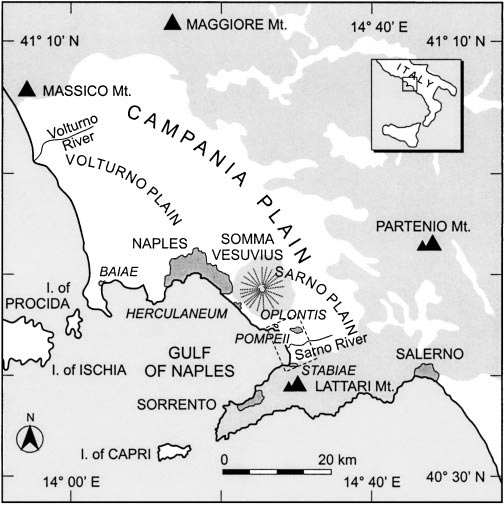 MAGGIORE Mt.
14° 40' E
41° 10' N
41° 10' N
ITALY
MASSICO Mt.
CAMPANIA PLAIN
Volturno
River
VOLTURNO PLAIN
PARTENIO Mt.
NAPLES
SOMMA
VESUVIUS
SARNO PLAIN
BAIAE
I. of
PROCIDA
HERCULANEUM
OPLONTIS
POMPEII
Satno River
GULF
OF NAPLES
SALERNO
STABIAE
I. of ISCHIA
LATTARI Mt.
SORRENTO
N
I. of CAPRI
0
20 km
14° 00' E
14° 40' E
40° 30' N